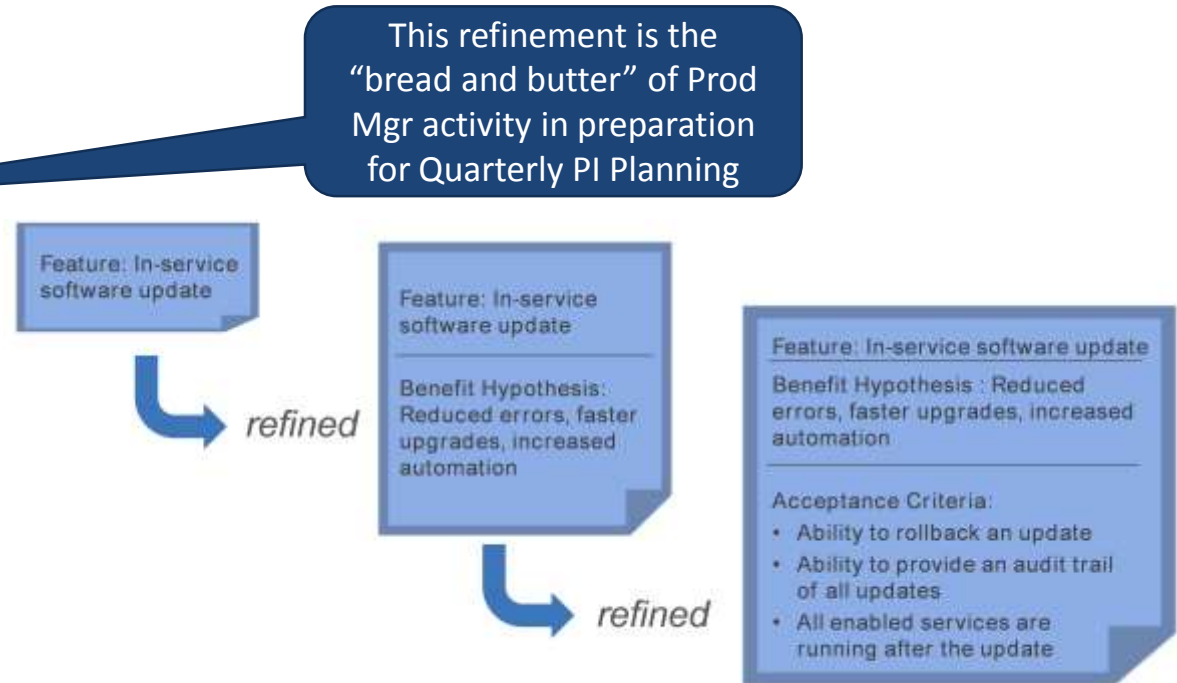 This refinement is the
“bread and butter” of Prod
Mgr activity in preparation
for Quarterly PI Planning
Feature: In-service
software update
refined
Feature: In-service
software update
Benefit Hypothesis:
Reduced errors, faster
upgrades, increased
automation
refined
Feature: In-service software update
Benefit Hypothesis : Reduced
errors, faster upgrades, increased
automation
Acceptance Criteria:
• Ability to rollback an update
• Ability to provide an audit trail
of all updates
• All enabled services are
running after the update